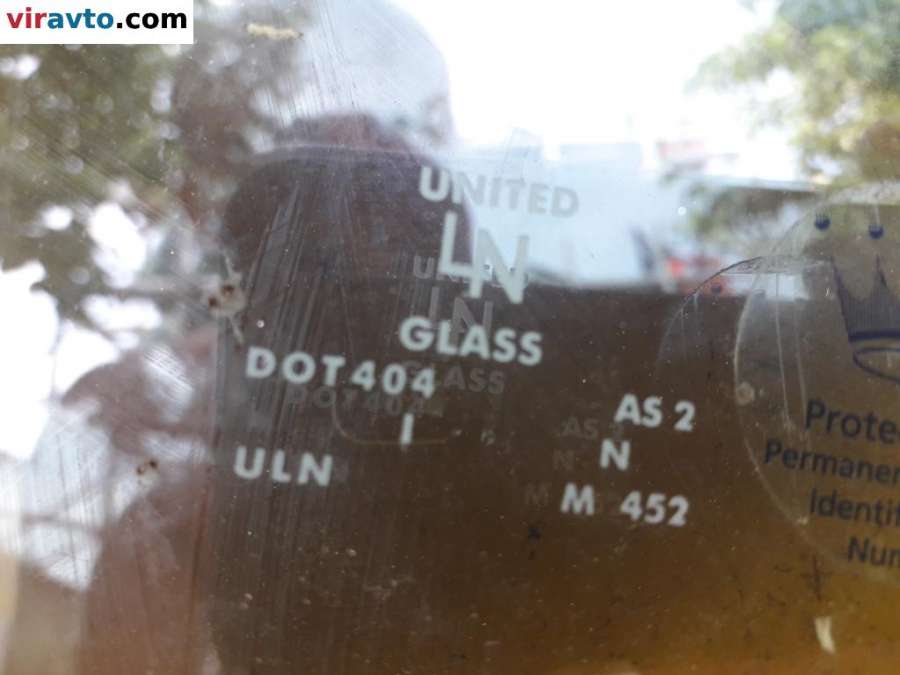 viravto.com
UNITED
LN
GLASS
DOT404
I
AS 2
ULN
N
M 452
Prote
Permanen
Identif
Num